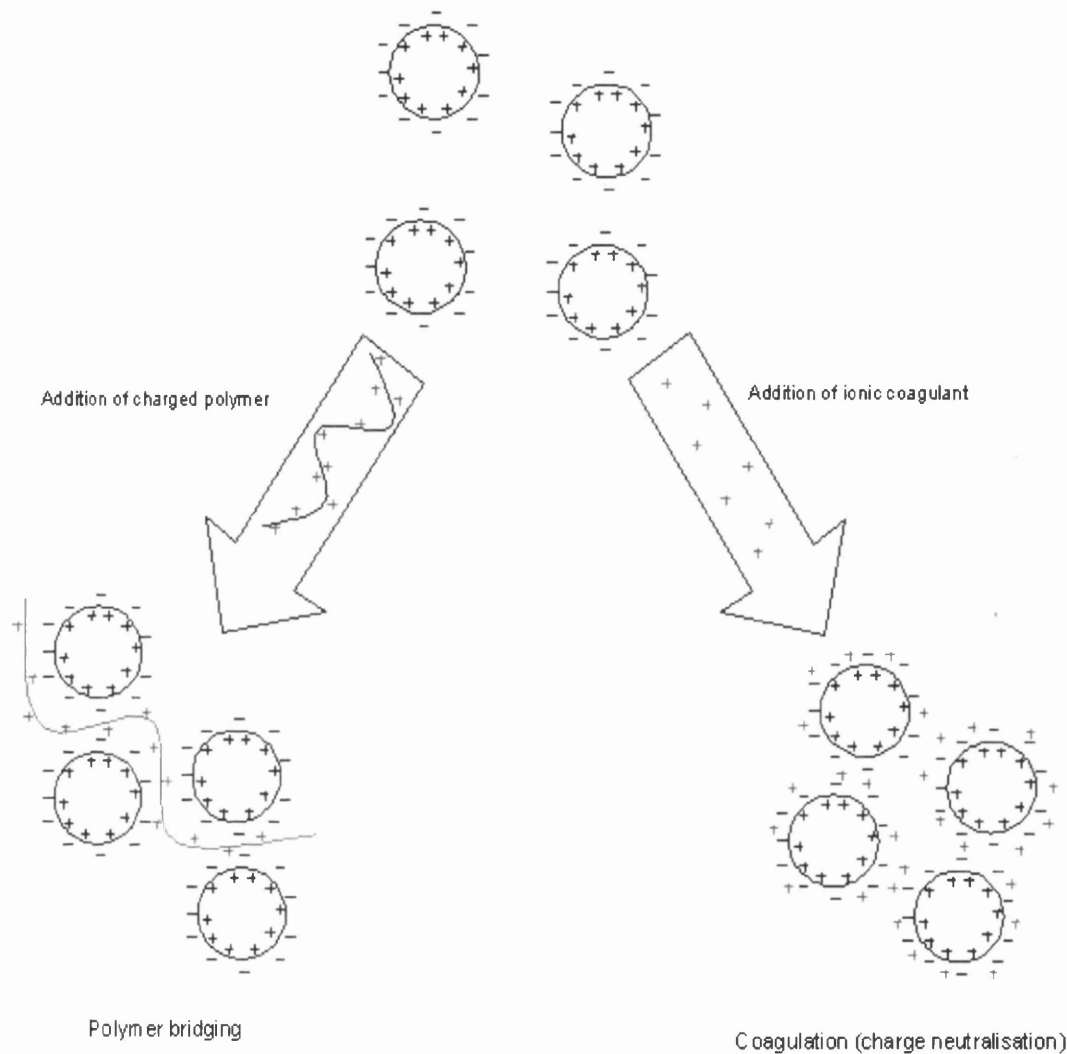 Addition of charged polymer
Addition of ionic coagulant
Polymer bridging
Coagulation (charge neutralisation)